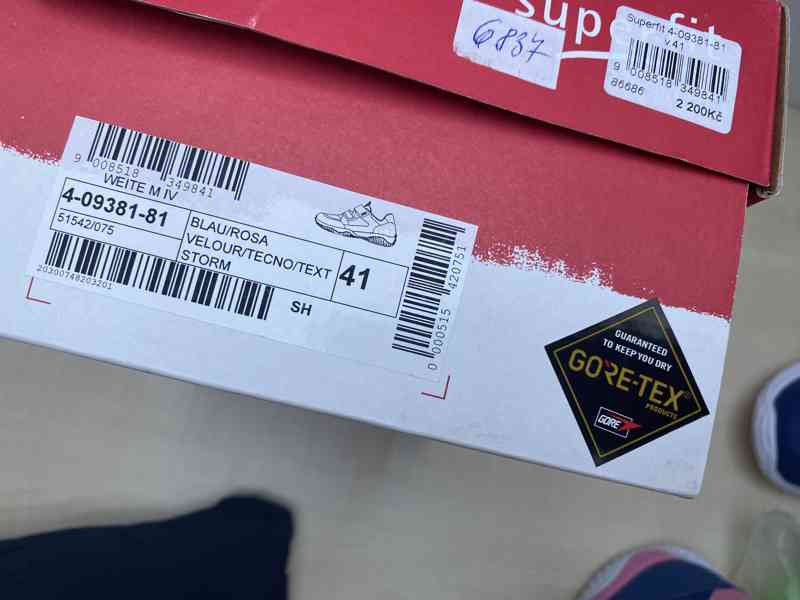 superfit
6837
Superfit 4-09381-81
v.41
9 008518 349841
86686
2 200Kč
9 008518 349841
WEITE M IV
4-09381-81
51542/075
BLAU/ROSA
VELOUR/TECNO/TEXT
STORM
41
20300748203201
SH
0 000515 420751
GUARANTEED
TO KEEP YOU DRY
GORE-TEX®
PRODUCTS
GORE